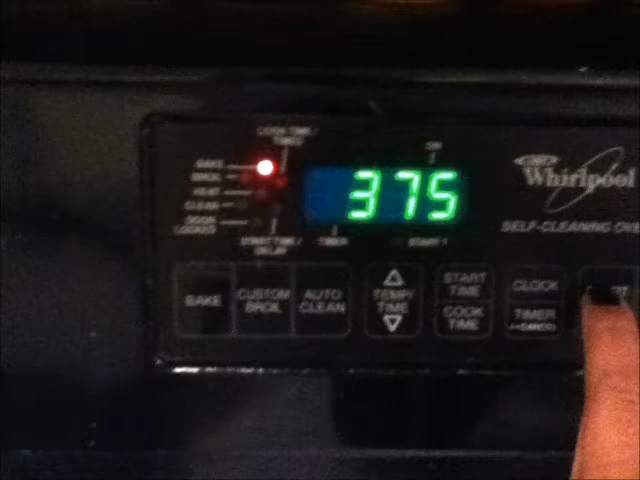 COOK TIME/
TIMED
BAKE
BROIL
HEAT
CLEAN
DOOR
LOCKED
START TIME/
DELAY
TIMER
ON
START?
375
Whirlpool
SELF-CLEANING OV
BAKE
CUSTOM
BROIL
AUTO
CLEAN
TEMP/
TIME
START
TIME
COOK
TIME
CLOCK
TIMER